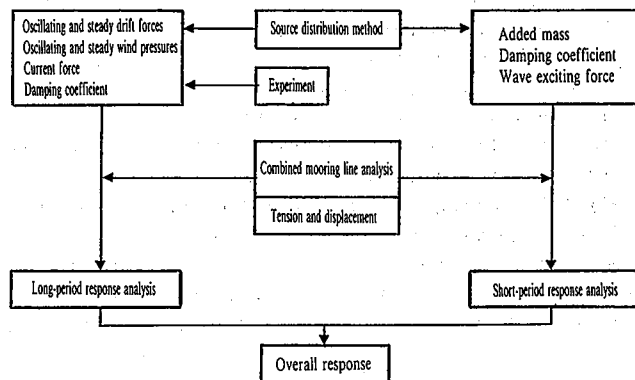 Oscillating and steady drift forces
Oscillating and steady wind pressures
Current force
Damping coefficient
Source distribution method
Added mass
Damping coefficient
Wave exciting force
Experiment
Combined mooring line analysis
Tension and displacement
Long-period response analysis
Short-period response analysis
Overall response